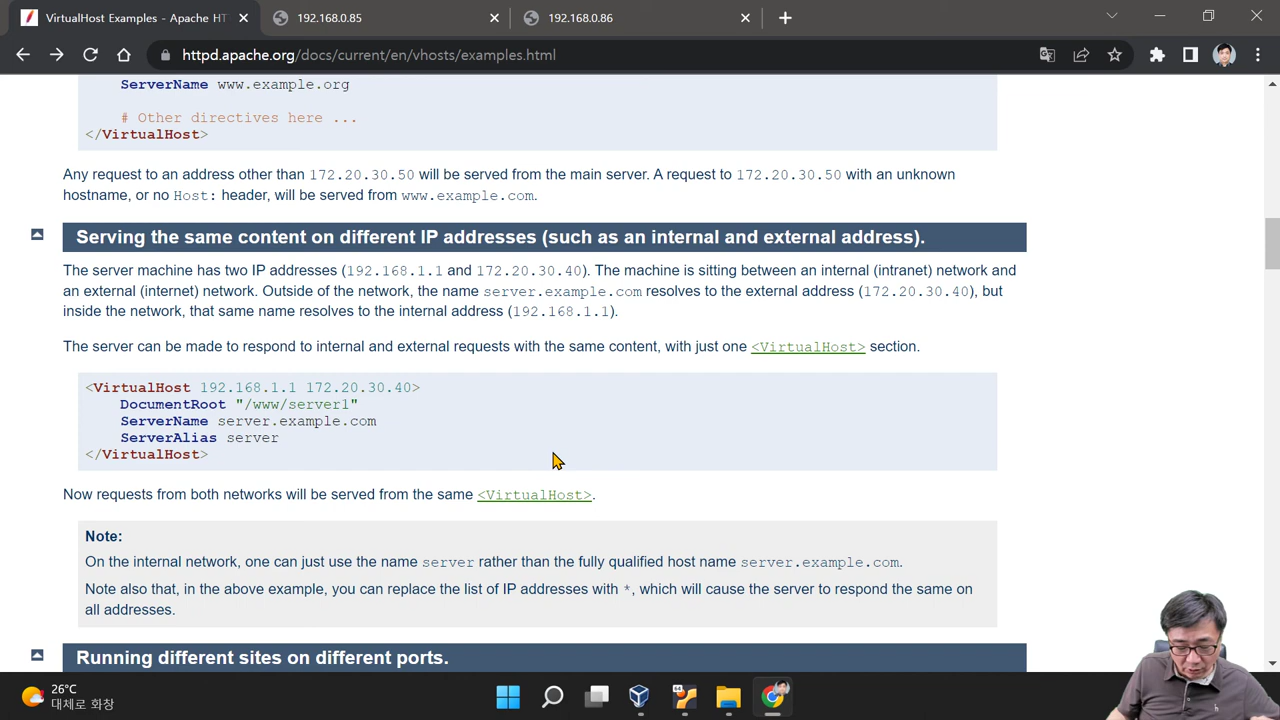 VirtualHost Examples - Apache HT
192.168.0.85
192.168.0.86
httpd.apache.org/docs/current/en/vhosts/examples.html
ServerName www.example.org
# Other directives here ...
</VirtualHost>
Any request to an address other than 172.20.30.50 will be served from the main server. A request to 172.20.30.50 with an unknown
hostname, or no Host: header, will be served from www.example.com.
Serving the same content on different IP addresses (such as an internal and external address).
The server machine has two IP addresses (192.168.1.1 and 172.20.30.40). The machine is sitting between an internal (intranet) network and
an external (internet) network. Outside of the network, the name server.example.com resolves to the external address (172.20.30.40), but
inside the network, that same name resolves to the internal address (192.168.1.1).
The server can be made to respond to internal and external requests with the same content, with just one <VirtualHost> section.
<VirtualHost 192.168.1.1 172.20.30.40>
DocumentRoot "/www/server1"
ServerName server.example.com
ServerAlias server
</VirtualHost>
Now requests from both networks will be served from the same <VirtualHost>.
Note:
On the internal network, one can just use the name server rather than the fully qualified host name server.example.com.
Note also that, in the above example, you can replace the list of IP addresses with *, which will cause the server to respond the same on
all addresses.
Running different sites on different ports.
26°C
대체로 화창
64